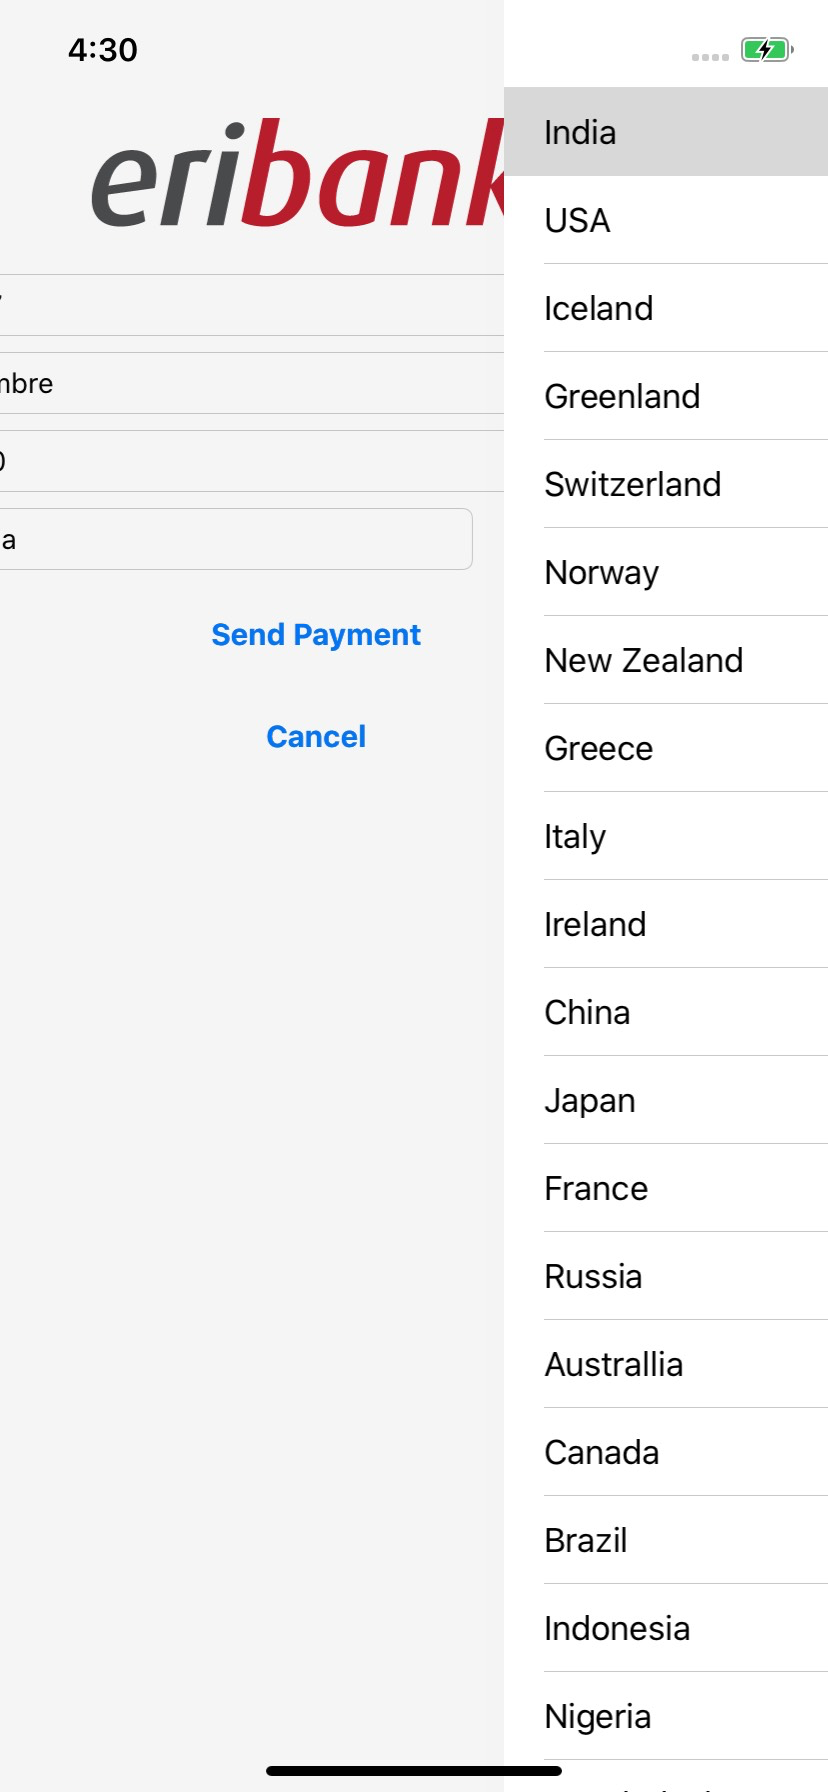 4:30
eribank
mbre
0
a
Send Payment
Cancel
India
USA
Iceland
Greenland
Switzerland
Norway
New Zealand
Greece
Italy
Ireland
China
Japan
France
Russia
Australlia
Canada
Brazil
Indonesia
Nigeria